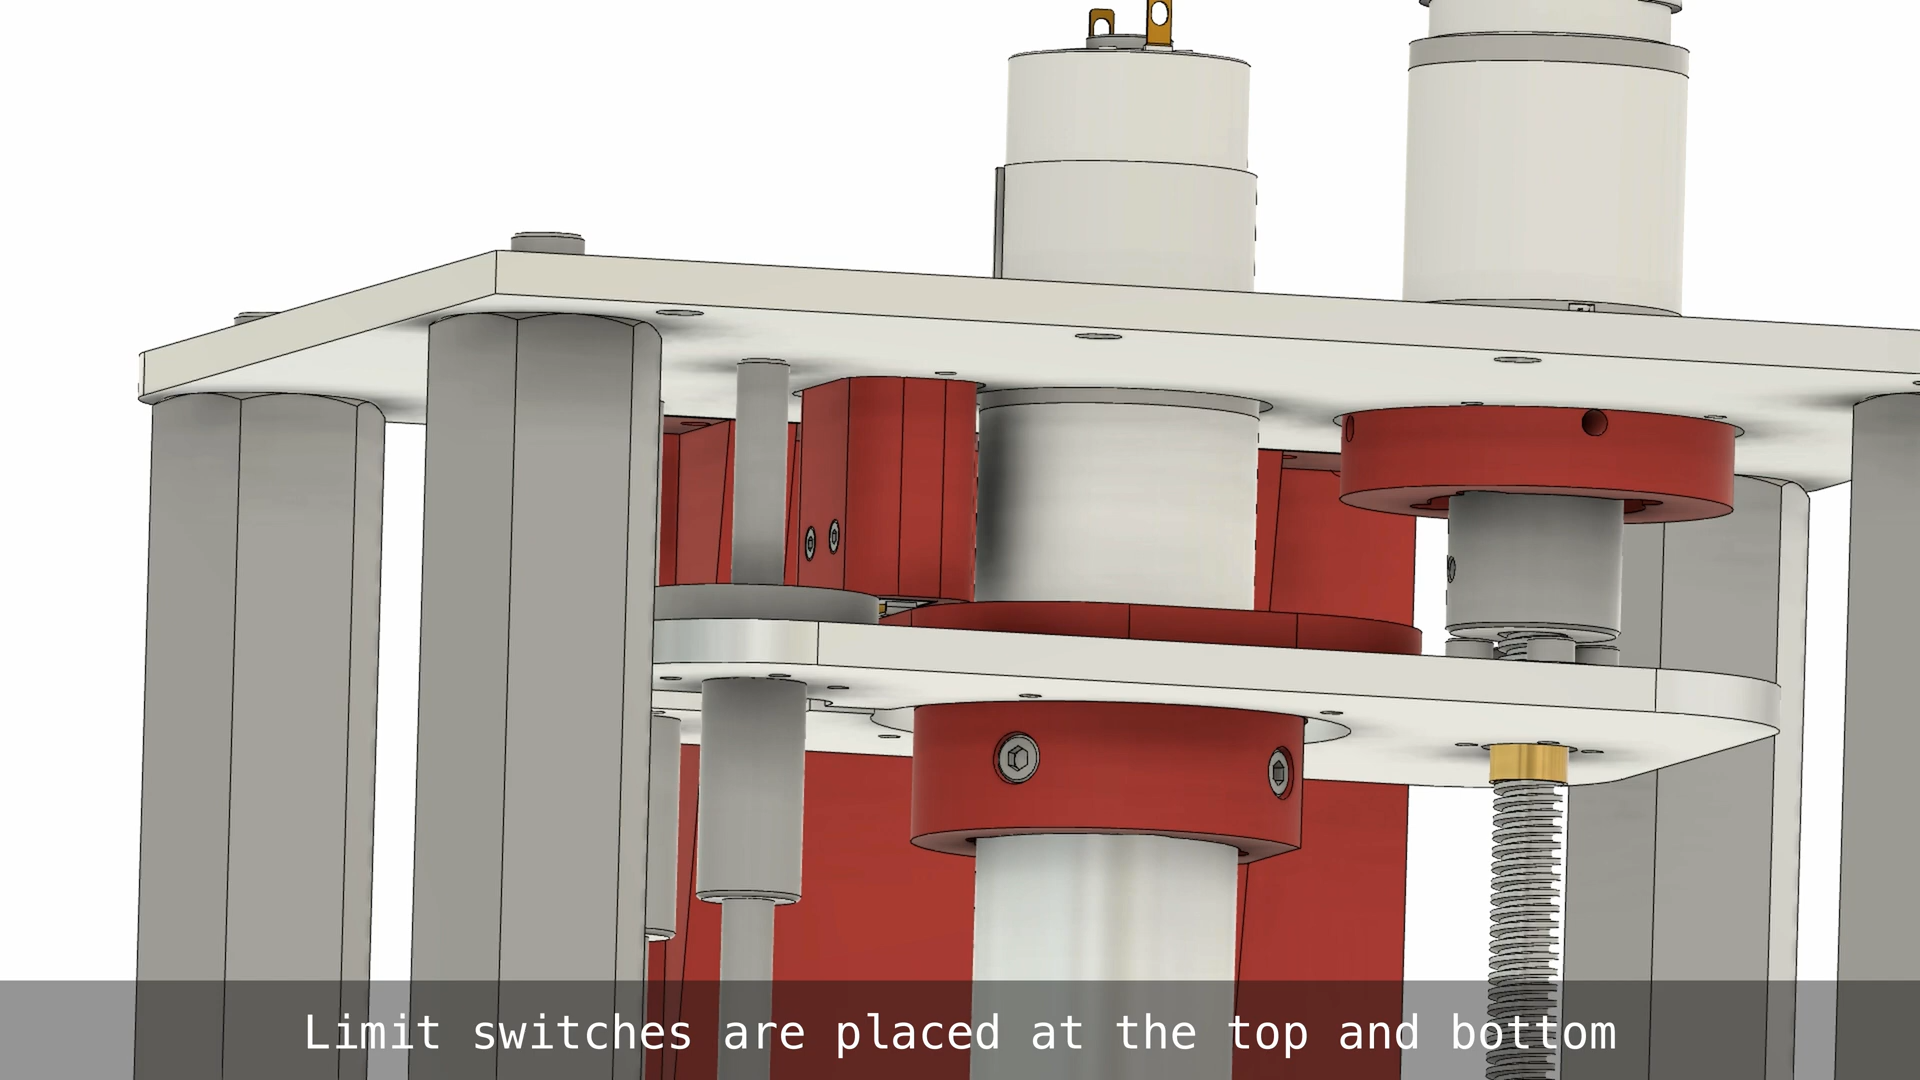 Limit switches are placed at the top and bottom